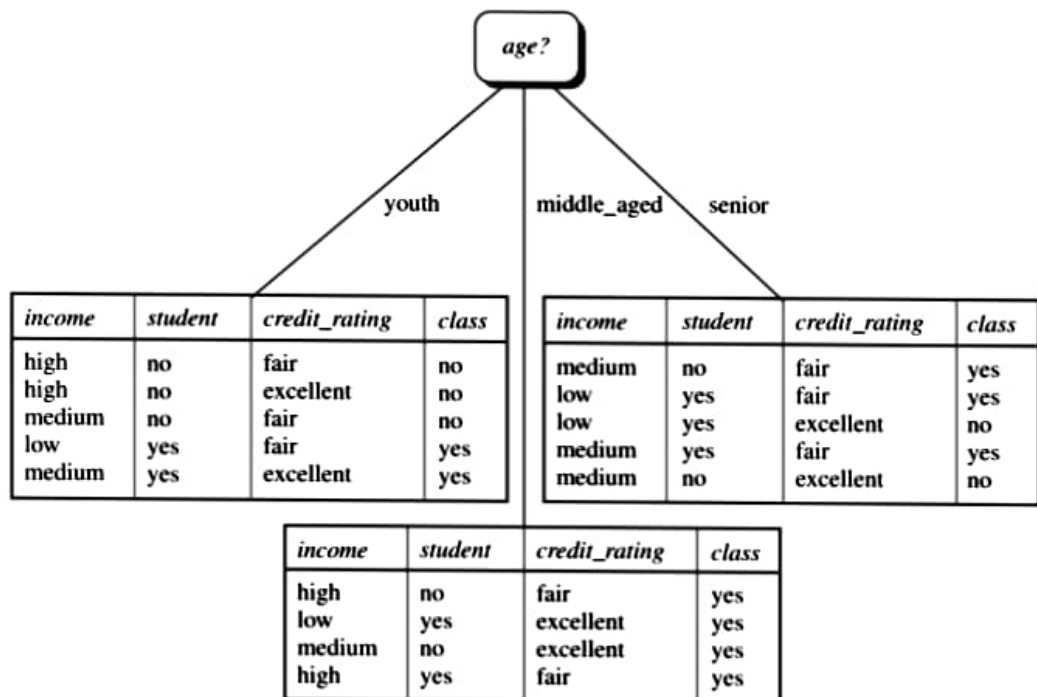 age?
youth
middle_aged
senior
income student credit_rating class
high no fair no
high no excellent no
medium no fair no
low yes fair yes
medium yes excellent yes
income student credit_rating class
medium no fair yes
low yes fair yes
low yes excellent no
medium yes fair yes
medium no excellent no
income student credit_rating class
high no fair yes
low yes excellent yes
medium no excellent yes
high yes fair yes